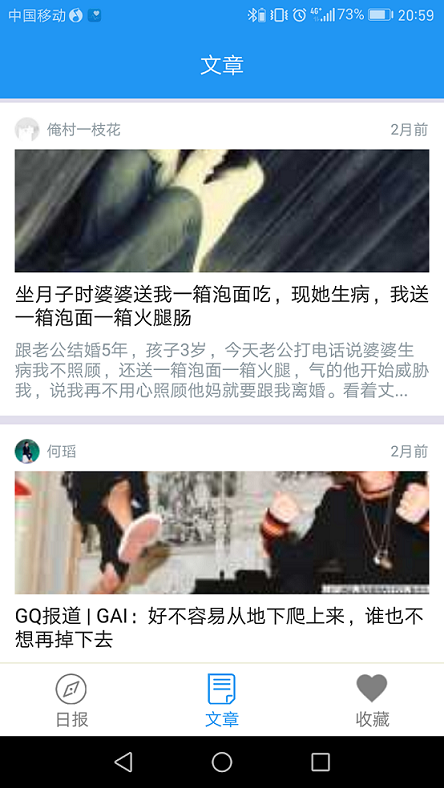 中国移动
4G
73%
20:59
文章
俺村一枝花
2月前
坐月子时婆婆送我一箱泡面吃，现她生病，我送
一箱泡面一箱火腿肠
跟老公结婚5年，孩子3岁，今天老公打电话说婆婆生
病我不照顾，还送一箱泡面一箱火腿，气的他开始威胁
我，说我再不用心照顾他妈就要跟我离婚。看着丈...
何瑫
2月前
GQ报道 | GAI：好不容易从地下爬上来，谁也不
想再掉下去
日报
文章
收藏